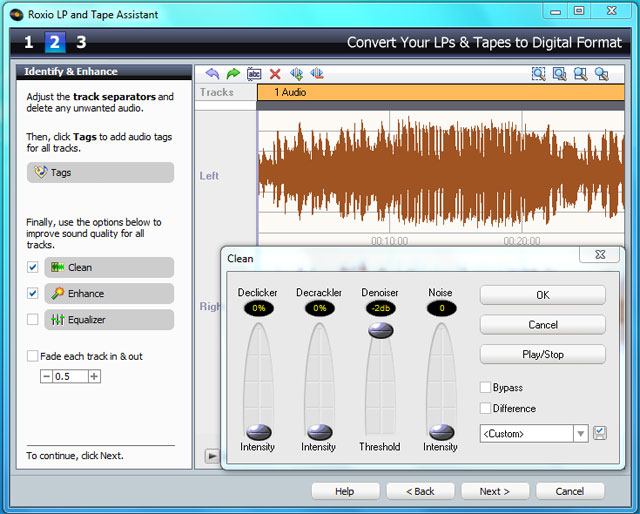 Roxio LP and Tape Assistant
1 2 3
Convert Your LPs & Tapes to Digital Format
Identify & Enhance
Adjust the track separators and
delete any unwanted audio.
Then, click Tags to add audio tags
for all tracks.
Tags
Finally, use the options below to
improve sound quality for all
tracks.
Clean
Enhance
Equalizer
Fade each track in & out
0.5
To continue, click Next.
abc
Tracks
1 Audio
Left
00:10:00
00:20:00
Clean
Declicker Decrackler Denoiser Noise
0% 0% -2db 0
Intensity Intensity Threshold Intensity
OK
Cancel
Play/Stop
Bypass
Difference
<Custom>
Help
< Back
Next >
Cancel